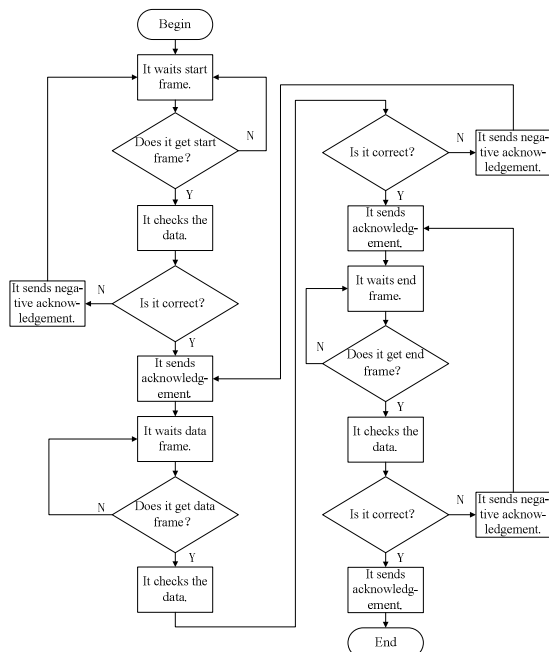 Begin
It waits start
frame.
Does it get start
frame?
N
Y
It checks the
data.
Is it correct?
N
It sends nega-
tive acknow-
ledgement.
Y
It sends
acknowledg-
ement.
It waits data
frame.
Does it get data
frame?
N
Y
It checks the
data.
Is it correct?
N
It sends nega-
tive acknow-
ledgement.
Y
It sends
acknowledg-
ement.
It waits end
frame.
Does it get end
frame?
N
Y
It checks the
data.
Is it correct?
N
It sends nega-
tive acknow-
ledgement.
Y
It sends
acknowledg-
ement.
End